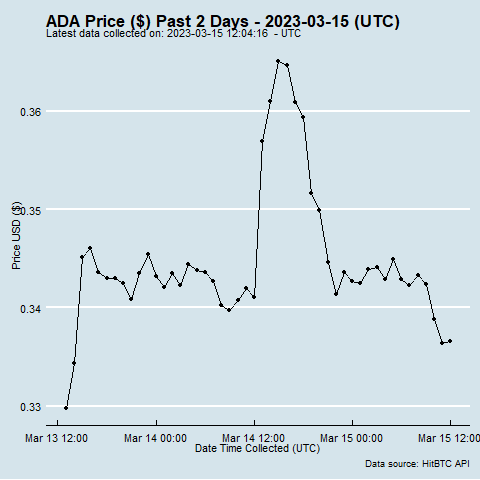 ADA Price ($) Past 2 Days - 2023-03-15 (UTC)
Latest data collected on: 2023-03-15 12:04:16 - UTC
0.36
0.35
0.34
0.33
Price USD ($)
Mar 13 12:00
Mar 14 00:00
Mar 14 12:00
Mar 15 00:00
Mar 15 12:00
Date Time Collected (UTC)
Data source: HitBTC API